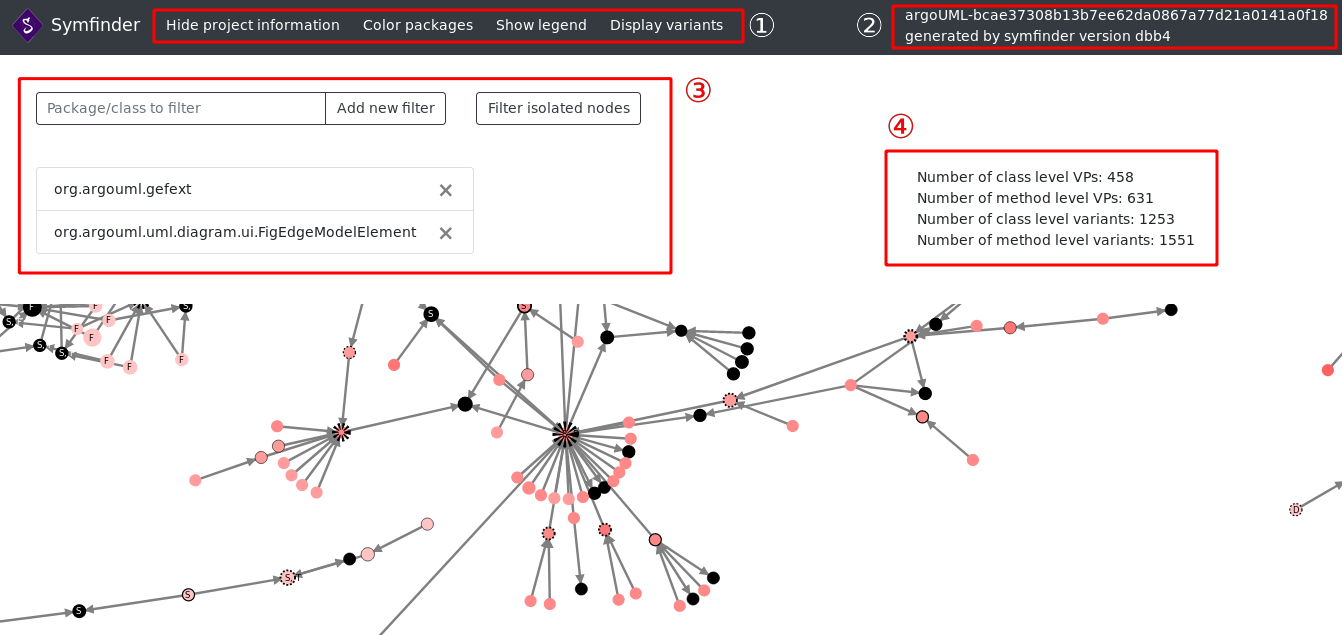 Symfinder Hide project information Color packages Show legend Display variants ① ② argoUML-bcae37308b13b7ee62da0867a77d21a0141a0f18
generated by symfinder version dbb4
③
Package/class to filter Add new filter Filter isolated nodes
④
org.argouml.gefext
org.argouml.uml.diagram.ui.FigEdgeModelElement
Number of class level VPs: 458
Number of method level VPs: 631
Number of class level variants: 1253
Number of method level variants: 1551
F F S
S F F S S
F
S S
F F F
D
S
S
S